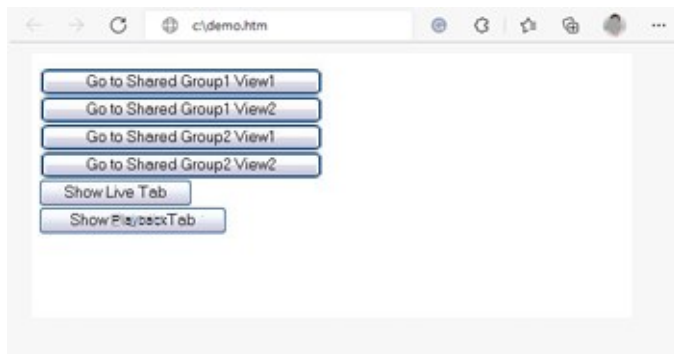 c:\demo.htm
Go to Shared Group1 View1
Go to Shared Group1 View2
Go to Shared Group2 View1
Go to Shared Group2 View2
Show Live Tab
Show Playback Tab